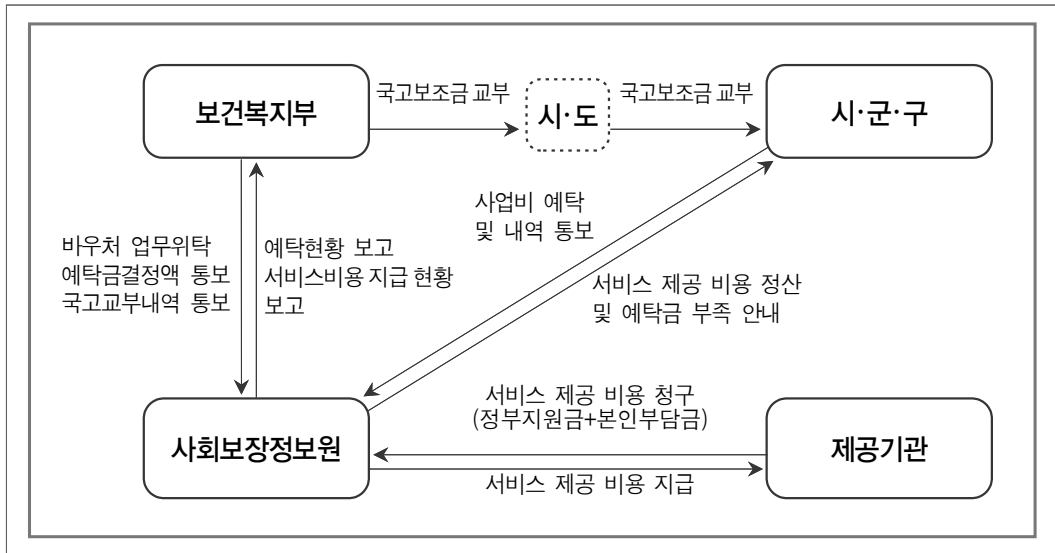 국고보조금 교부
국고보조금 교부
보건복지부
시·도
시·군·구
사업비 예탁
및 내역 통보
바우처 업무위탁
예탁금결정액 통보
국고교부내역 통보
예탁현황 보고
서비스비용 지급 현황
보고
서비스 제공 비용 정산
및 예탁금 부족 안내
서비스 제공 비용 청구
(정부지원금+본인부담금)
사회보장정보원
제공기관
서비스 제공 비용 지급